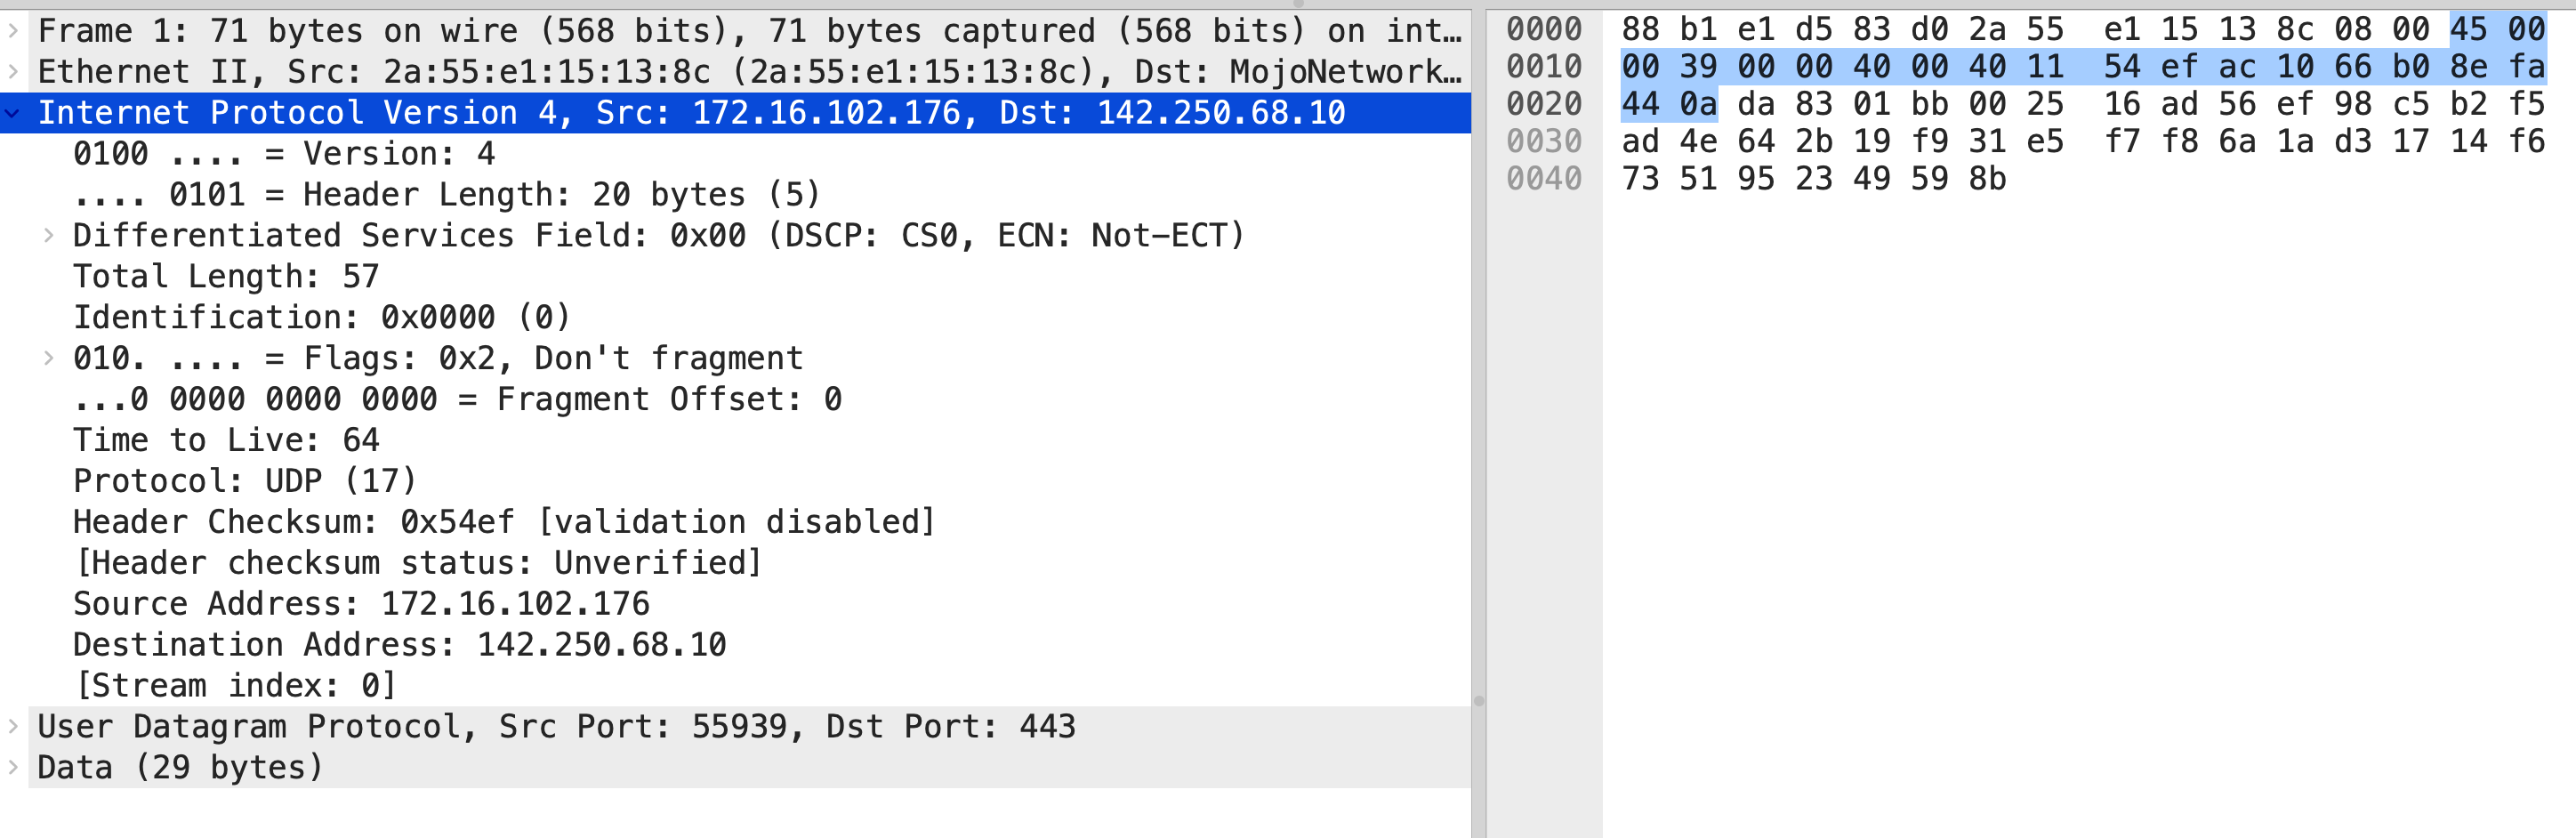 Frame 1: 71 bytes on wire (568 bits), 71 bytes captured (568 bits) on int…
Ethernet II, Src: 2a:55:e1:15:13:8c (2a:55:e1:15:13:8c), Dst: MojoNetwork…
Internet Protocol Version 4, Src: 172.16.102.176, Dst: 142.250.68.10
0100 .... = Version: 4
.... 0101 = Header Length: 20 bytes (5)
Differentiated Services Field: 0x00 (DSCP: CS0, ECN: Not-ECT)
Total Length: 57
Identification: 0x0000 (0)
010. .... = Flags: 0x2, Don't fragment
...0 0000 0000 0000 = Fragment Offset: 0
Time to Live: 64
Protocol: UDP (17)
Header Checksum: 0x54ef [validation disabled]
[Header checksum status: Unverified]
Source Address: 172.16.102.176
Destination Address: 142.250.68.10
[Stream index: 0]
User Datagram Protocol, Src Port: 55939, Dst Port: 443
Data (29 bytes)
0000 88 b1 e1 d5 83 d0 2a 55 e1 15 13 8c 08 00 45 00
0010 00 39 00 00 40 00 40 11 54 ef ac 10 66 b0 8e fa
0020 44 0a da 83 01 bb 00 25 16 ad 56 ef 98 c5 b2 f5
0030 ad 4e 64 2b 19 f9 31 e5 f7 f8 6a 1a d3 17 14 f6
0040 73 51 95 23 49 59 8b